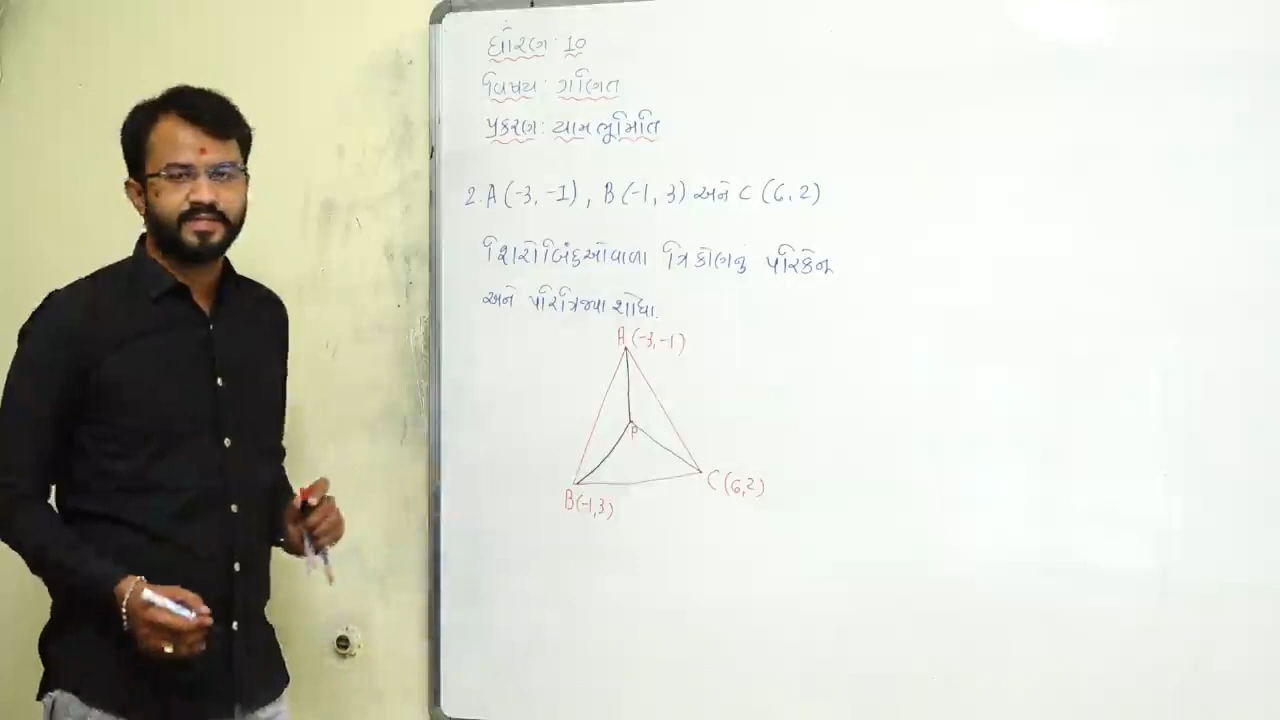 ધોરણ : 10
વિષય : ગણિત
પ્રકરણ : યામ ભૂમિતિ
2. A (-3, -1) , B (-1, 3) અને C (6, 2)
શિરોબિંદુઓવાળા ત્રિકોણનું પરિકેન્દ્ર
અને પરિત્રિજ્યા શોધો.
A (-3, -1)
P
C (6, 2)
B (-1, 3)